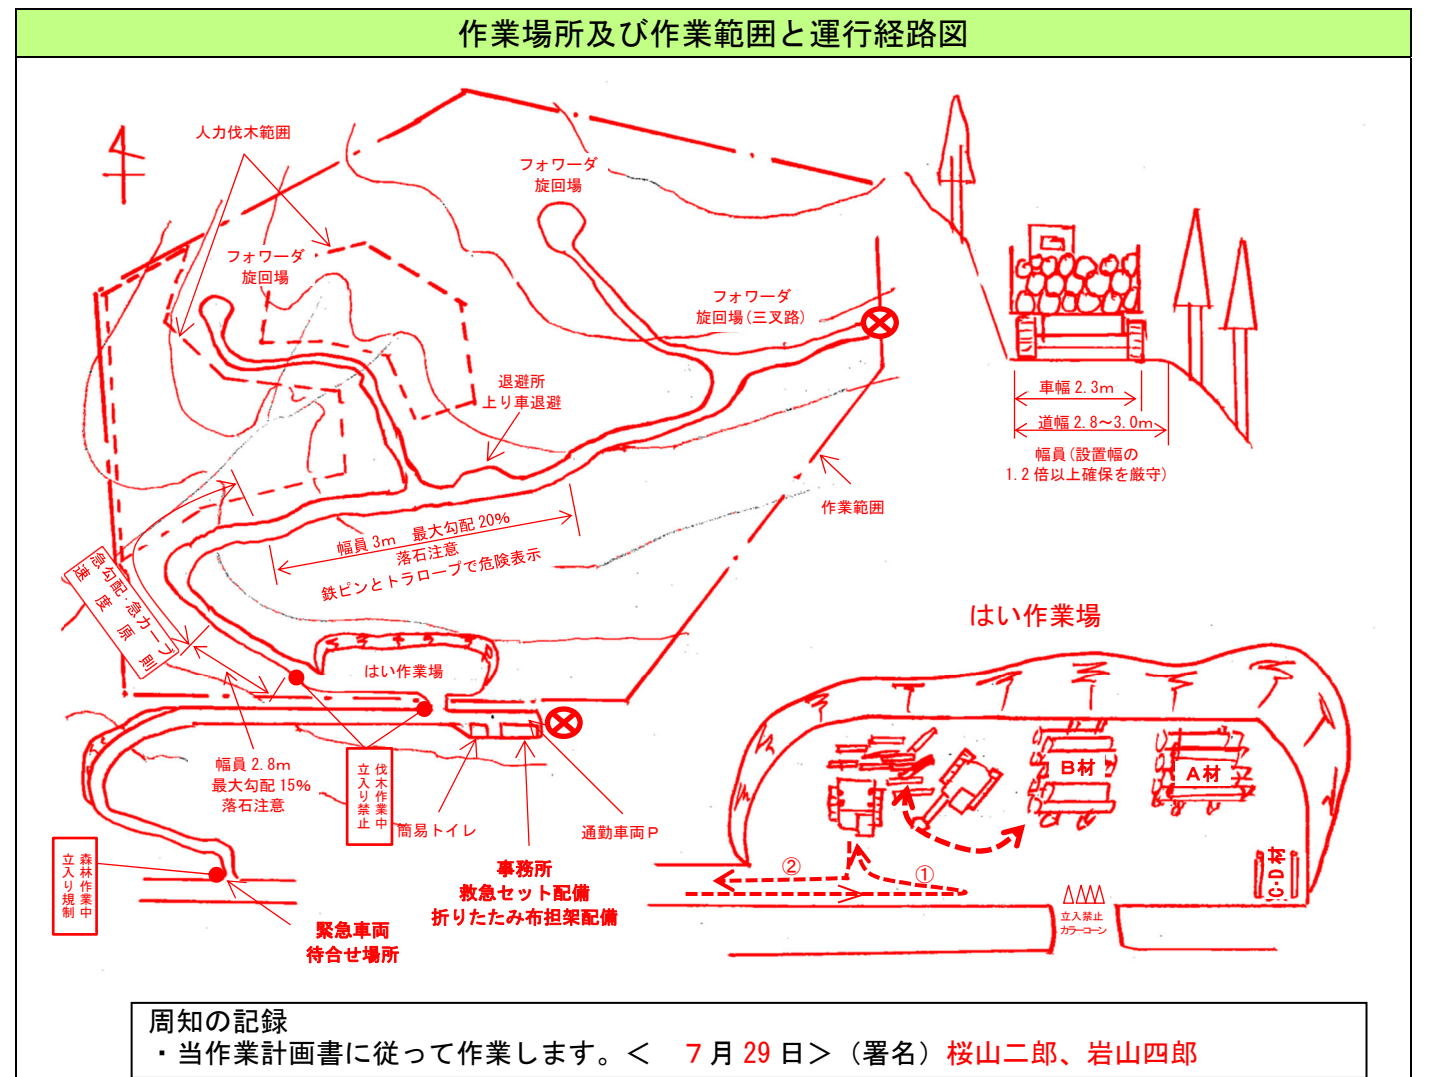 作業場所及び作業範囲と運行経路図
人力伐木範囲
フォワーダ
旋回場
フォワーダ
旋回場
フォワーダ
旋回場(三叉路)
退避所
上り車退避
車幅 2.3m
道幅 2.8～3.0m
幅員(設置幅の
1.2 倍以上確保を厳守)
作業範囲
幅員 3m　最大勾配 20%
落石注意
鉄ピンとトラロープで危険表示
急勾配・急カーブ
速度原則
はい作業場
はい作業場
幅員 2.8m
最大勾配 15%
落石注意
伐木作業中
立入り禁止
簡易トイレ
通勤車両P
事務所
救急セット配備
折りたたみ布担架配備
森林作業中
立入り規制
緊急車両
待合せ場所
B材
A材
C・D材
②
①
立入禁止
カラーコーン
周知の記録
・当作業計画書に従って作業します。＜　7月 29 日＞（署名）桜山二郎、岩山四郎